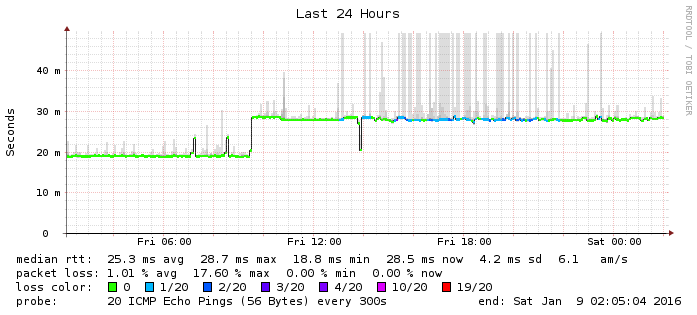 Last 24 Hours
RRDTOOL / TOBI OETIKER
Seconds
40 m
30 m
20 m
10 m
0
Fri 06:00 Fri 12:00 Fri 18:00 Sat 00:00
median rtt: 25.3 ms avg 28.7 ms max 18.8 ms min 28.5 ms now 4.2 ms sd 6.1 am/s
packet loss: 1.01 % avg 17.60 % max 0.00 % min 0.00 % now
loss color: 0 1/20 2/20 3/20 4/20 10/20 19/20
probe: 20 ICMP Echo Pings (56 Bytes) every 300s end: Sat Jan 9 02:05:04 2016